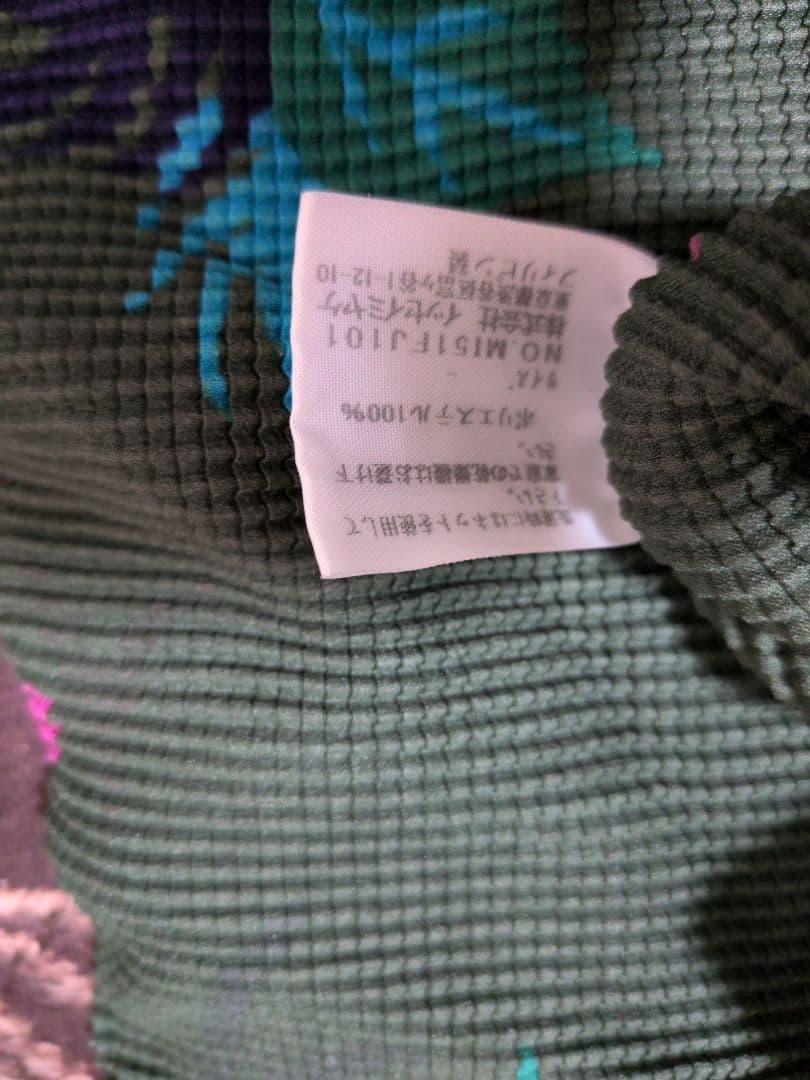 洗濯時にはネットを使用して
下さい。
家庭での乾燥機はお避け下
さい。
ポリエステル100%
サイズ --
NO.MI51FJ101
株式会社 イッセイミヤケ
東京都渋谷区富ヶ谷1-12-10
フィリピン製